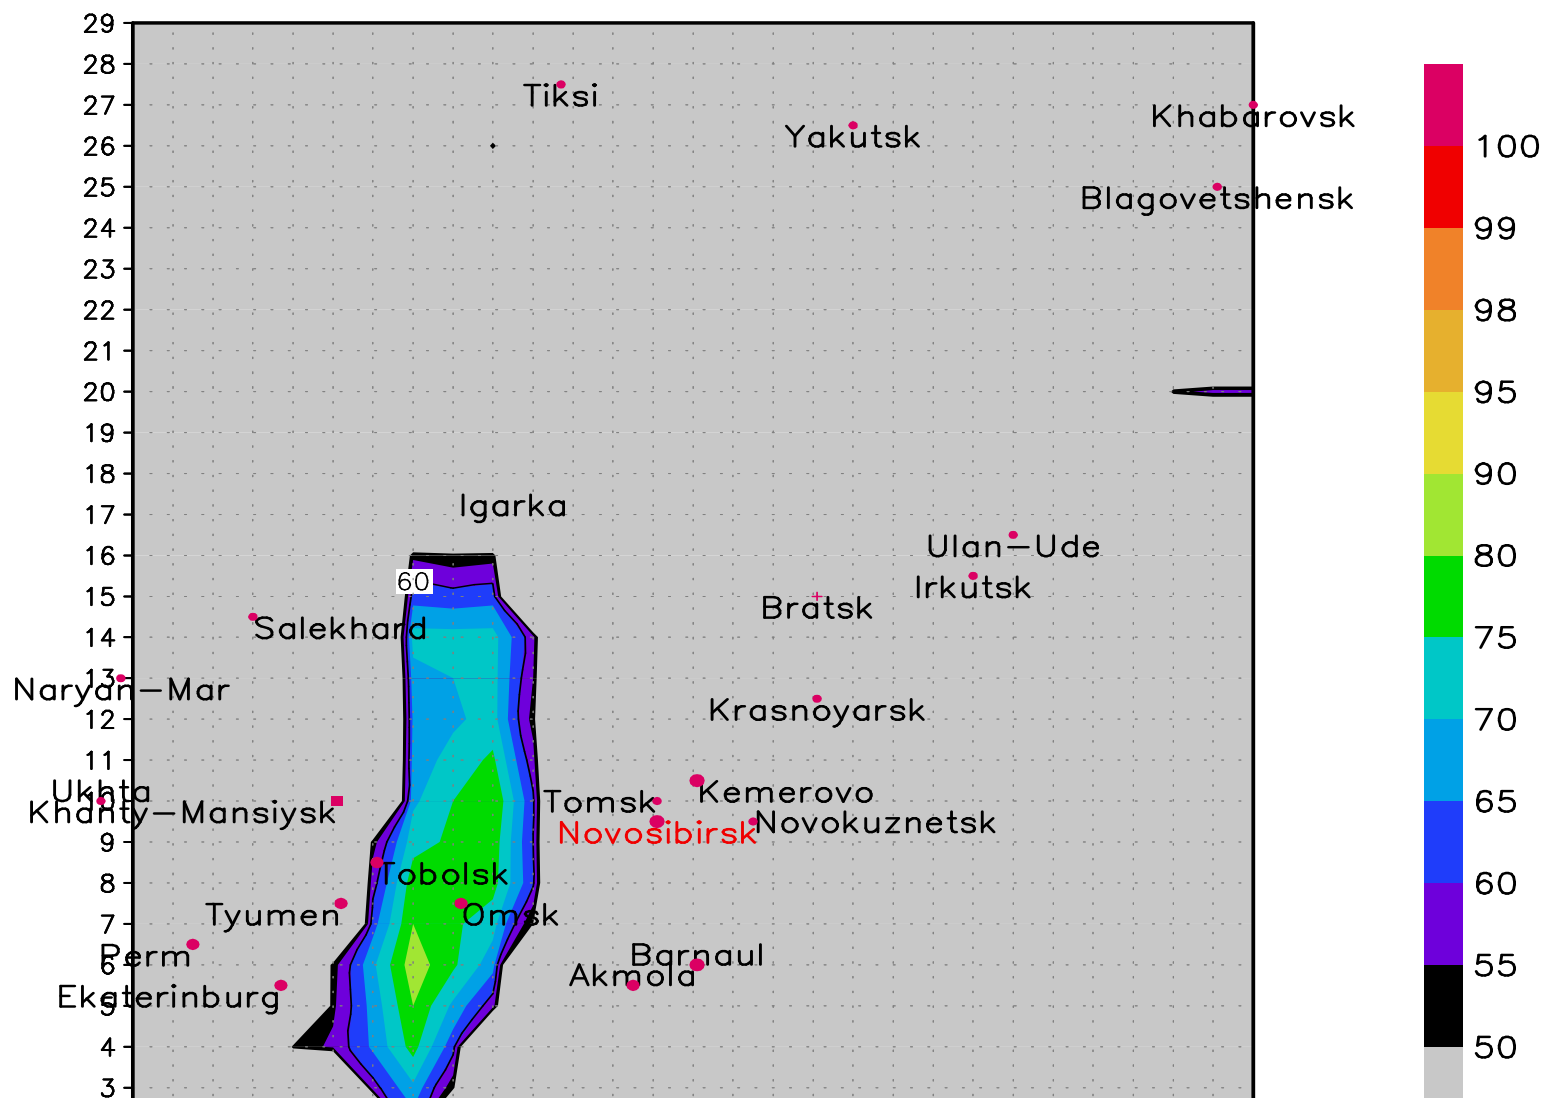 29
28
Tiksi
27
Khabarovsk
Yakutsk
26
100
25
Blagovetshensk
24
99
23
22
98
21
20
95
19
18
90
17
Igarka
16
Ulan-Ude
80
60
15
Irkutsk
Bratsk
14
Salekhard
75
13
Naryan-Mar
12
Krasnoyarsk
70
11
Ukhta
10
Khanty-Mansiysk
Tomsk
Kemerovo
65
9
Novosibirsk
Novokuznetsk
8
Tobolsk
60
7
Tyumen
Omsk
6
Perm
Barnaul
55
Akmola
5
Ekaterinburg
4
50
3